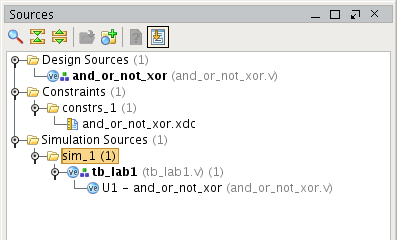 Sources
Design Sources (1)
and_or_not_xor (and_or_not_xor.v)
Constraints (1)
constrs_1 (1)
and_or_not_xor.xdc
Simulation Sources (1)
sim_1 (1)
tb_lab1 (tb_lab1.v) (1)
U1 - and_or_not_xor (and_or_not_xor.v)